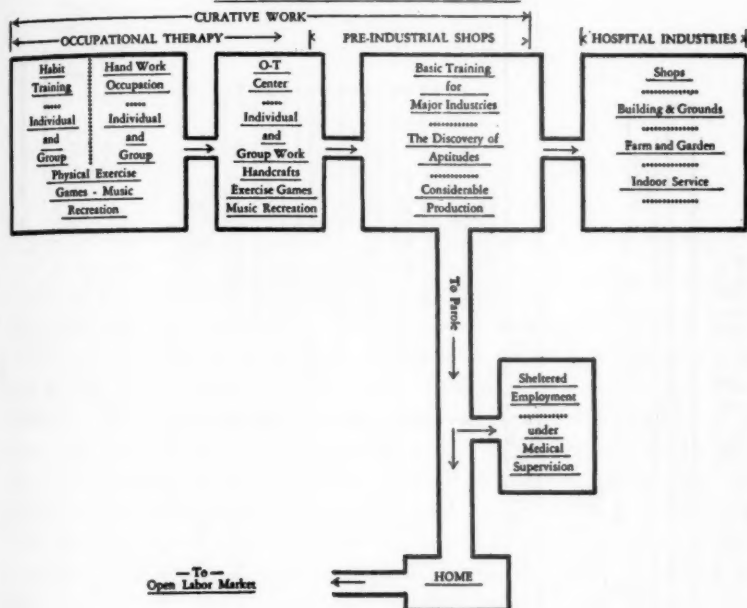 CURATIVE WORK
OCCUPATIONAL THERAPY
PRE-INDUSTRIAL SHOPS
HOSPITAL INDUSTRIES
Habit
Training
Individual
and
Group
Hand Work
Occupation
Individual
and
Group
Physical Exercise
Games - Music
Recreation
O-T
Center
Individual
and
Group Work
Handcrafts
Exercise Games
Music Recreation
Basic Training
for
Major Industries
The Discovery of
Aptitudes
Considerable
Production
Shops
Building & Grounds
Farm and Garden
Indoor Service
To Parole
Sheltered
Employment
under
Medical
Supervision
HOME
—To—
Open Labor Market